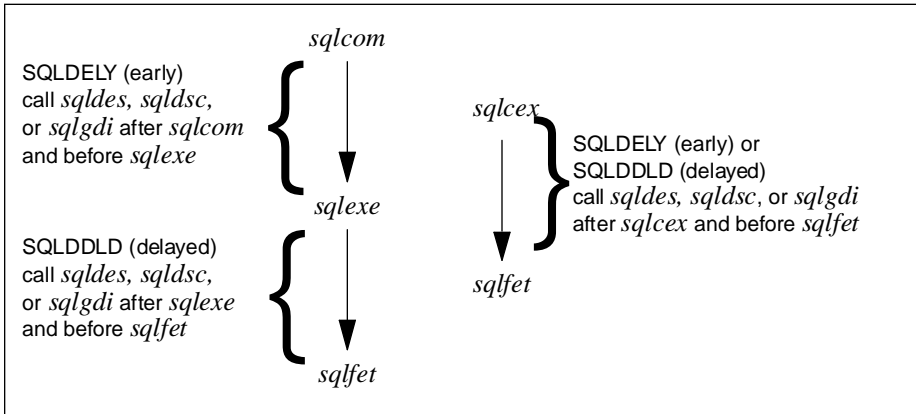 sqlcom
SQLDELY (early)
call sqldes, sqldsc,
or sqlgdi after sqlcom
and before sqlexe
sqlexe
SQLDDLD (delayed)
call sqldes, sqldsc,
or sqlgdi after sqlexe
and before sqlfet
sqlfet
sqlcex
SQLDELY (early) or
SQLDDLD (delayed)
call sqldes, sqldsc, or sqlgdi
after sqlcex and before sqlfet
sqlfet